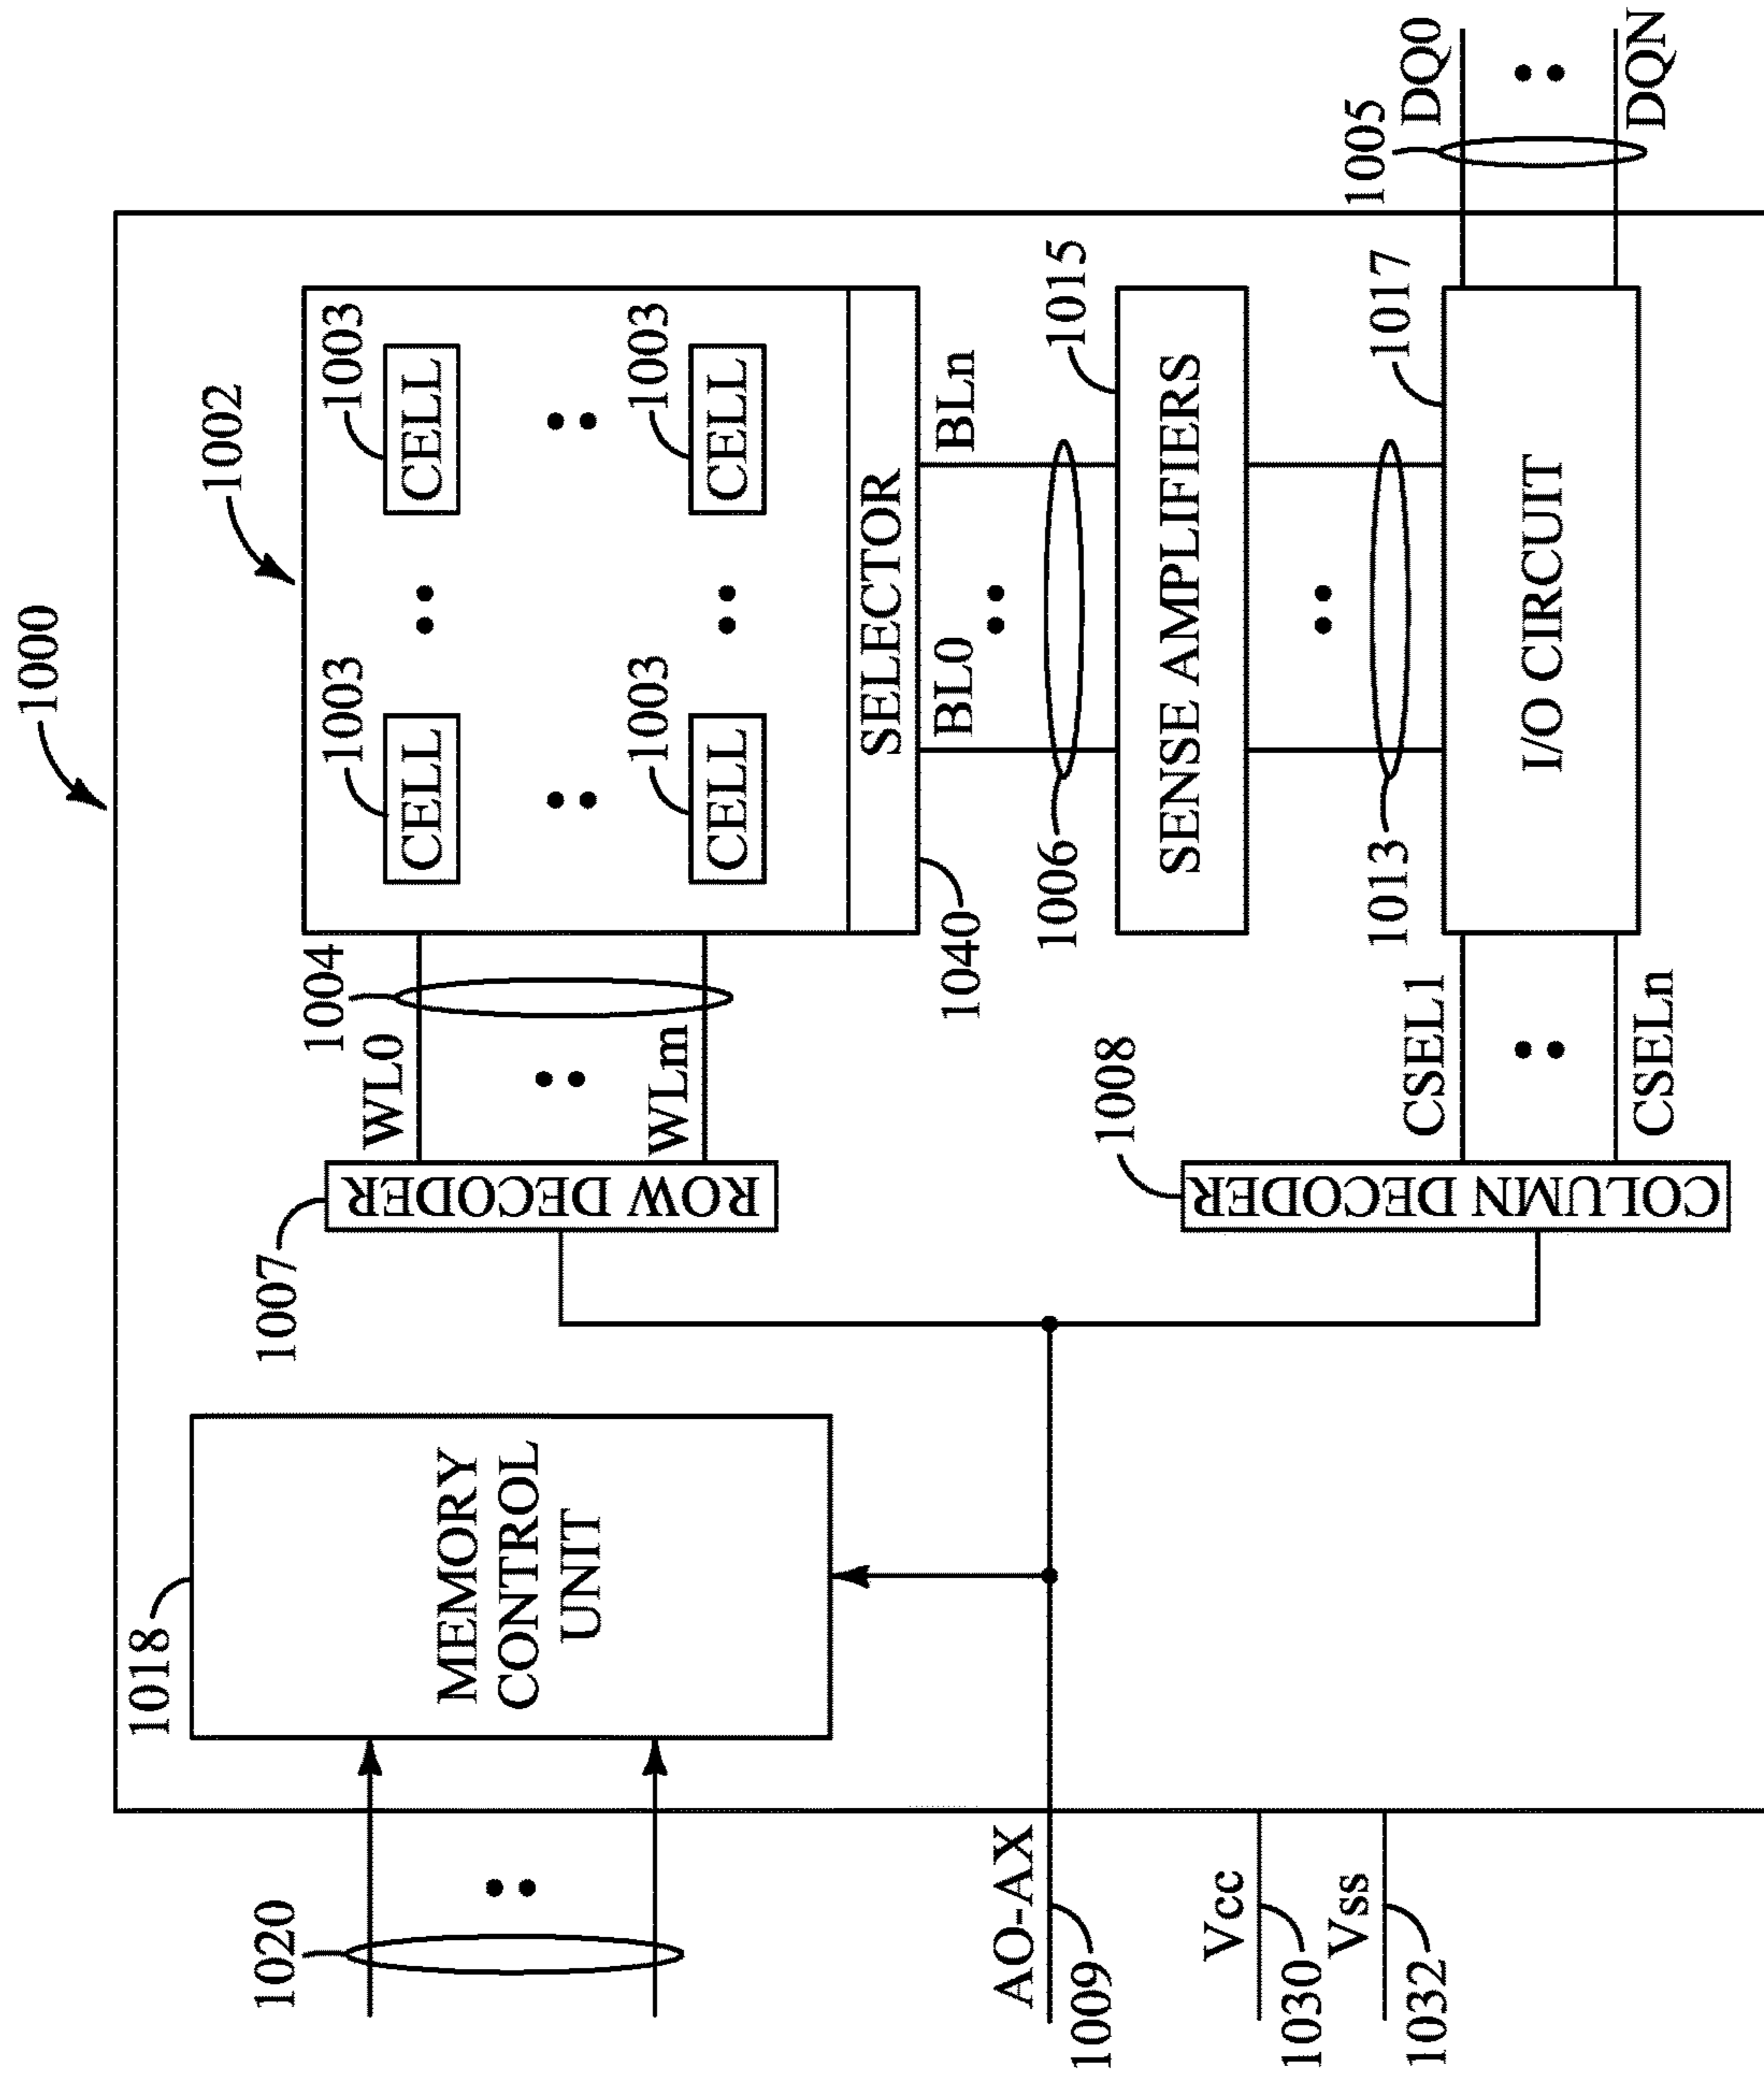 1000
1002
1003
CELL
1003
CELL
1003
CELL
1003
CELL
SELECTOR
1040
1004
WL0
WLm
1007
ROW DECODER
1018
MEMORY
CONTROL
UNIT
1020
BL0
BLn
1006
1015
SENSE AMPLIFIERS
1013
1017
I/O CIRCUIT
1008
COLUMN DECODER
CSEL1
CSELn
1005
DQ0
DQN
AO-AX
1009
Vcc
1030
Vss
1032